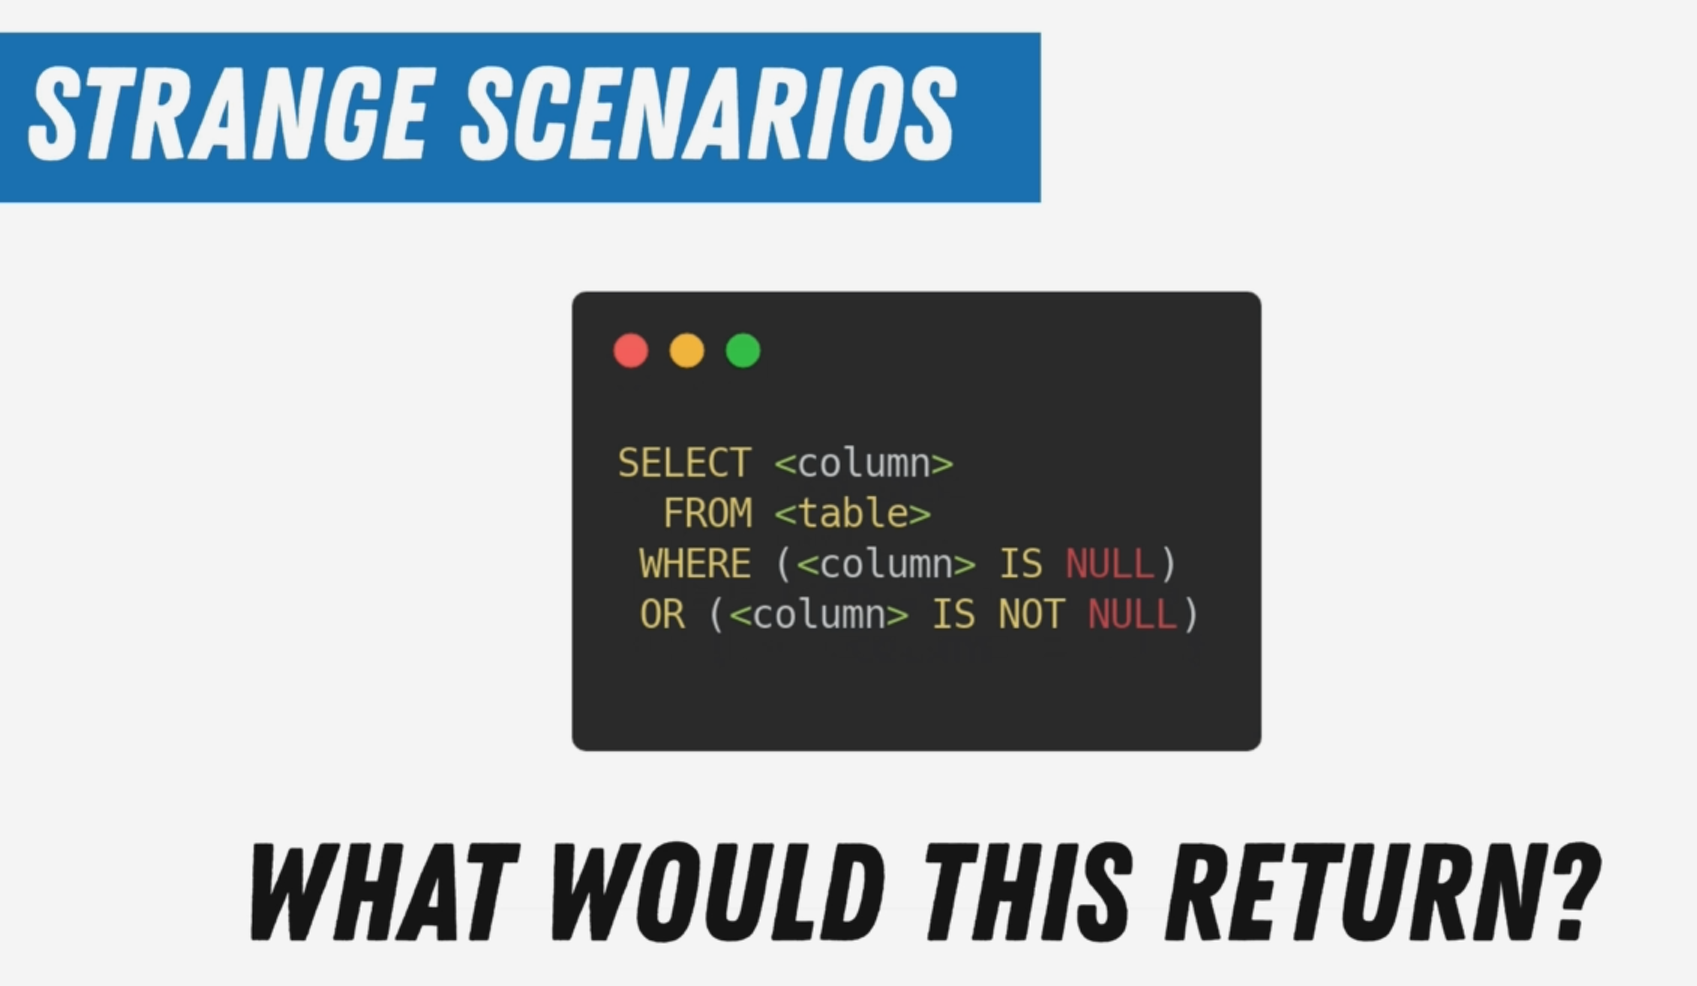 STRANGE SCENARIOS
SELECT <column>
FROM <table>
WHERE (<column> IS NULL)
OR (<column> IS NOT NULL)
WHAT WOULD THIS RETURN?